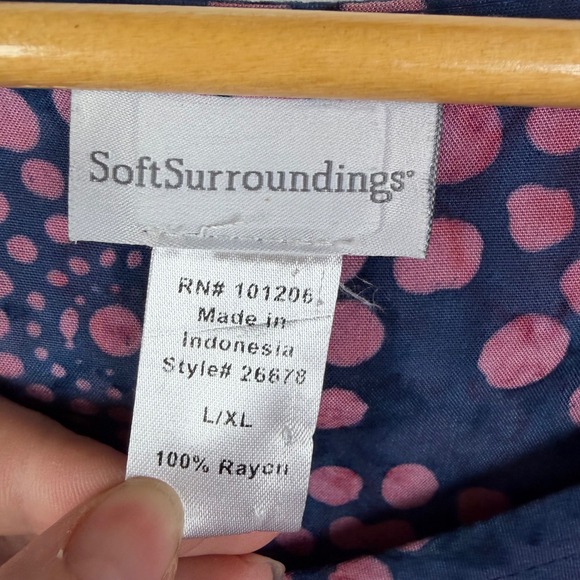 SoftSurroundings®
RN# 101206
Made in
Indonesia
Style# 26678
L/XL
100% Rayon